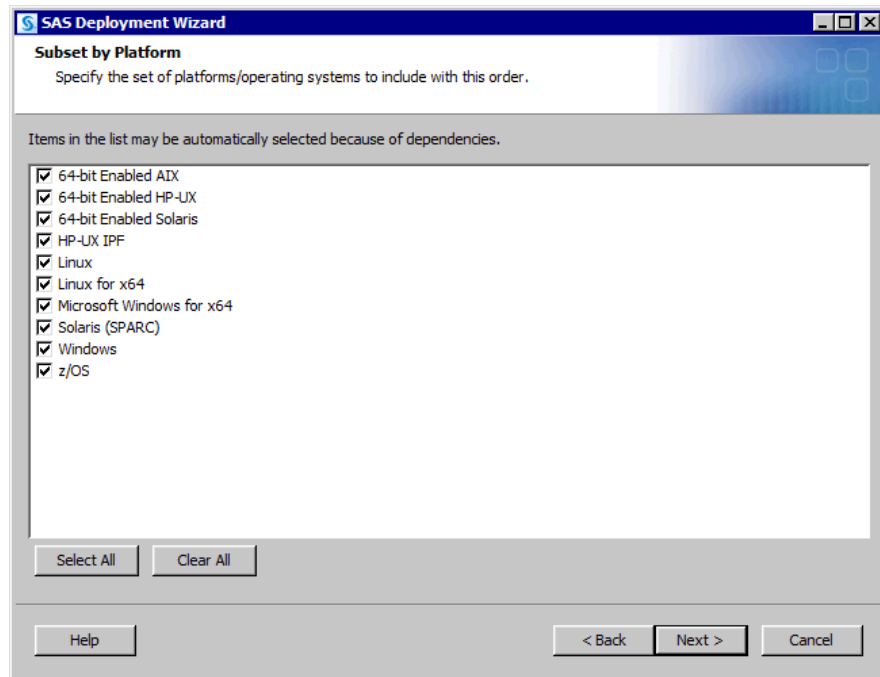 SAS Deployment Wizard
Subset by Platform
Specify the set of platforms/operating systems to include with this order.
Items in the list may be automatically selected because of dependencies.
64-bit Enabled AIX
64-bit Enabled HP-UX
64-bit Enabled Solaris
HP-UX IPF
Linux
Linux for x64
Microsoft Windows for x64
Solaris (SPARC)
Windows
z/OS
Select All Clear All
Help < Back Next > Cancel